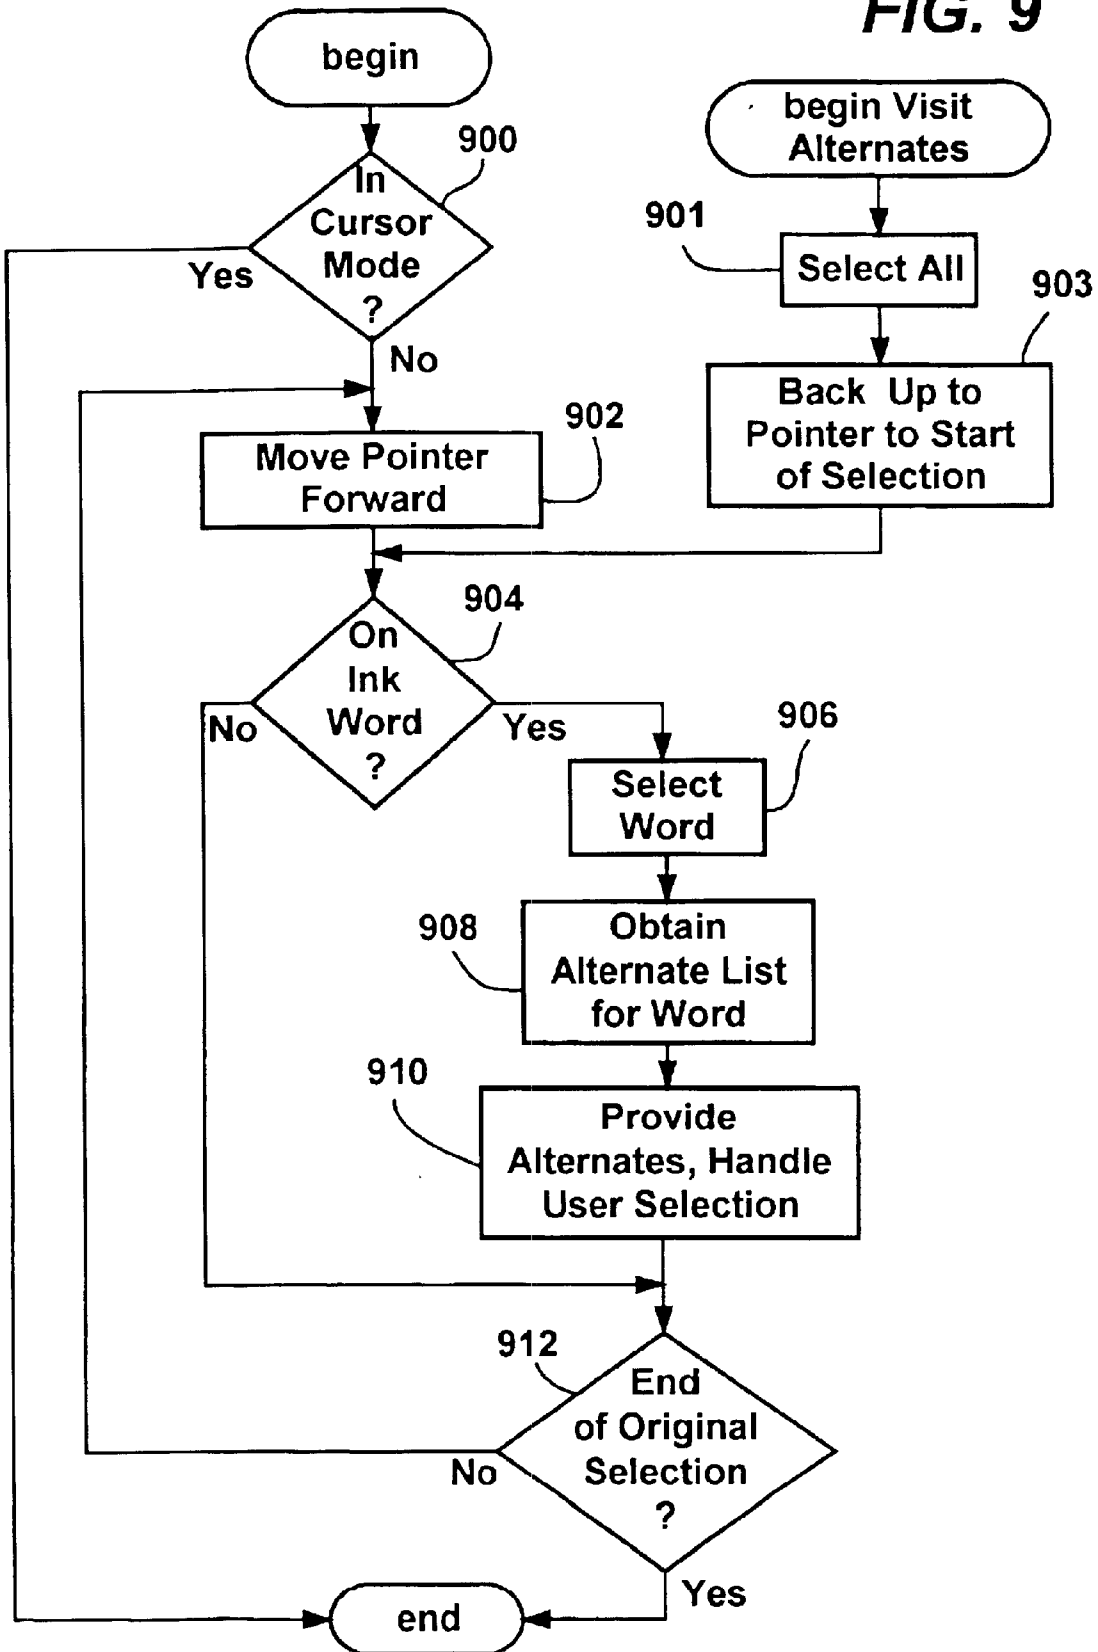 FIG. 9
begin
900
In
Cursor
Mode
?
Yes
No
begin Visit
Alternates
901
Select All
903
Back Up to
Pointer to Start
of Selection
902
Move Pointer
Forward
904
On
Ink
Word
?
No
Yes
906
Select
Word
908
Obtain
Alternate List
for Word
910
Provide
Alternates, Handle
User Selection
912
End
of Original
Selection
?
No
Yes
end